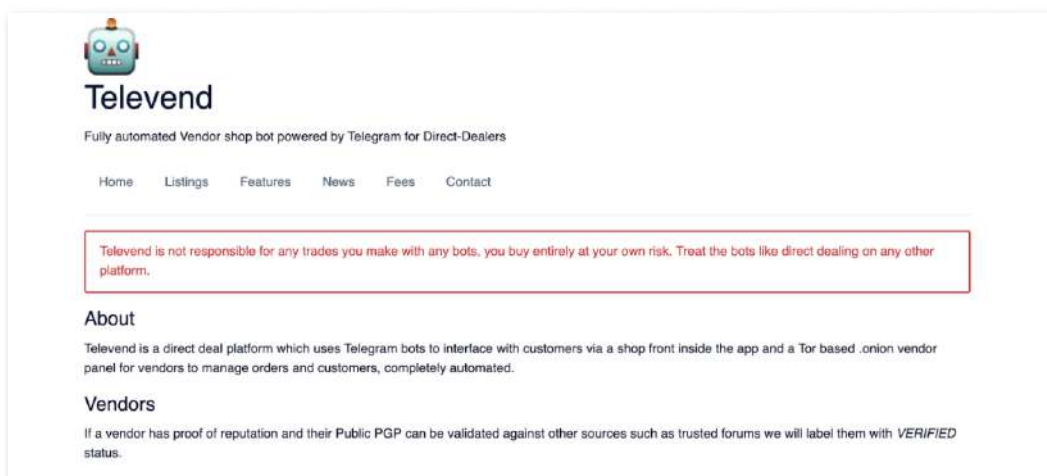 Televend
Fully automated Vendor shop bot powered by Telegram for Direct-Dealers
Home Listings Features News Fees Contact
Televend is not responsible for any trades you make with any bots, you buy entirely at your own risk. Treat the bots like direct dealing on any other
platform.
About
Televend is a direct deal platform which uses Telegram bots to interface with customers via a shop front inside the app and a Tor based .onion vendor
panel for vendors to manage orders and customers, completely automated.
Vendors
If a vendor has proof of reputation and their Public PGP can be validated against other sources such as trusted forums we will label them with VERIFIED
status.